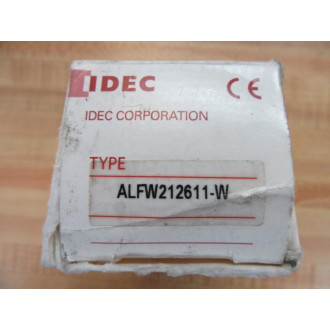 IDEC CE
IDEC CORPORATION
TYPE
ALFW212611-W